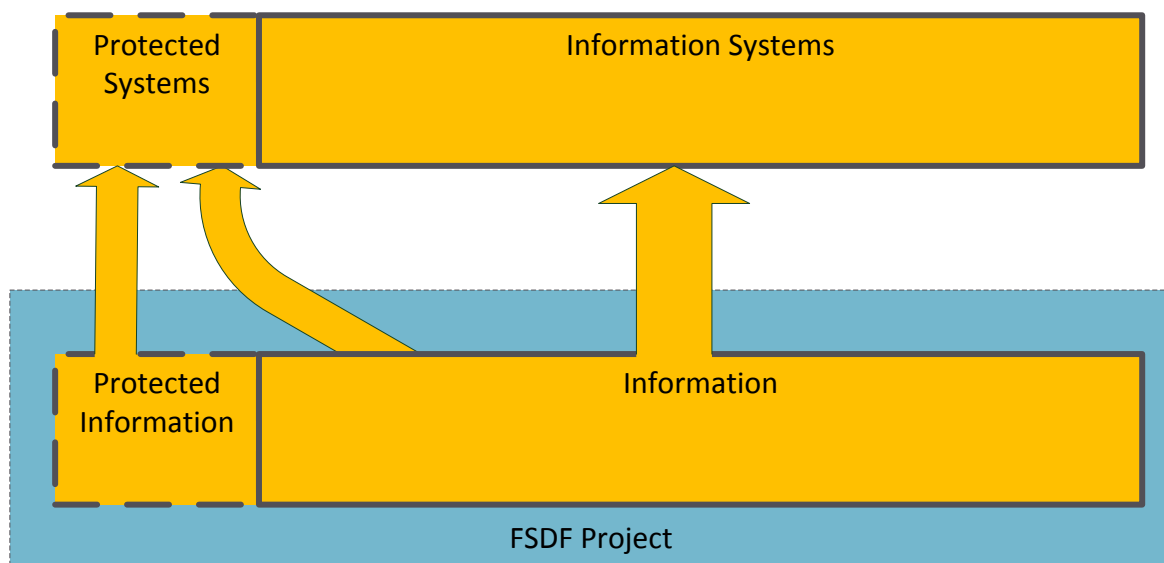 Protected
Systems
Information Systems
Protected
Information
Information
FSDF Project